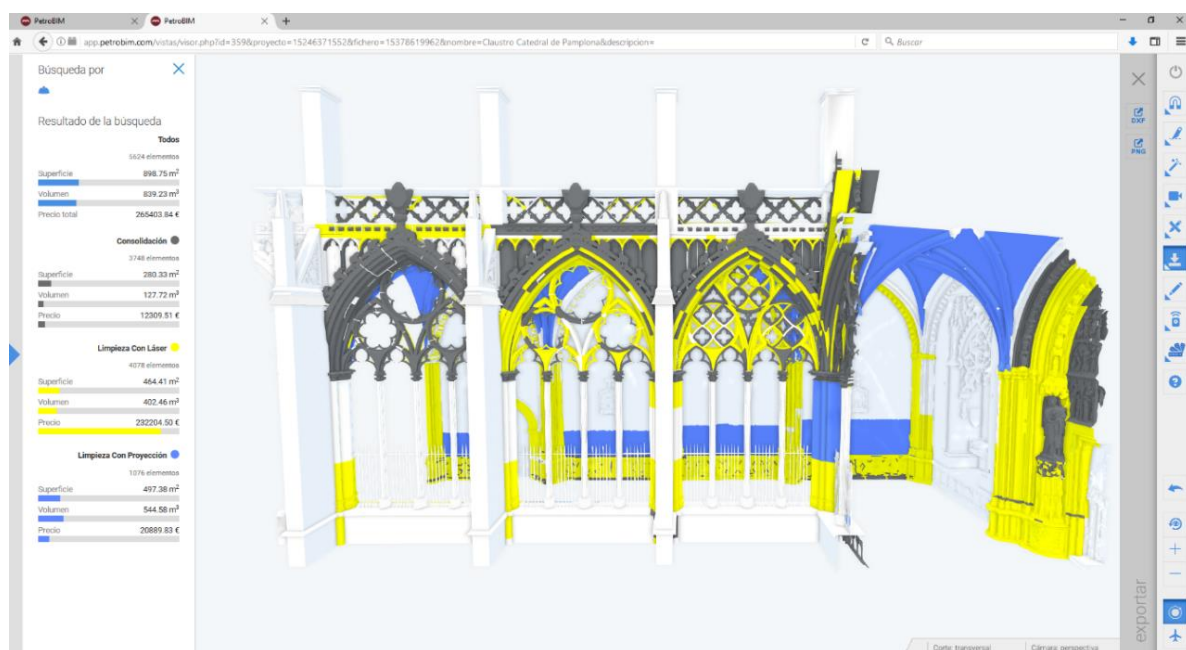 PetroBIM
PetroBIM
app.petrobim.com/vistas/visor.php?id=359&proyecto=15246371552&fichero=15378619962&nombre=Claustro Catedral de Pamplona&descripcion=
Buscar
Búsqueda por
Resultado de la búsqueda
Todos
5624 elementos
Superficie 898.75 m²
Volumen 839.23 m³
Precio total 265403.84 €
Consolidación
3748 elementos
Superficie 280.33 m²
Volumen 127.72 m³
Precio 12309.51 €
Limpieza Con Láser
4078 elementos
Superficie 464.41 m²
Volumen 402.46 m³
Precio 232204.50 €
Limpieza Con Proyección
1076 elementos
Superficie 497.38 m²
Volumen 544.58 m³
Precio 20889.83 €
DXF
PNG
exportar
Corte: transversal
Cámara: perspectiva